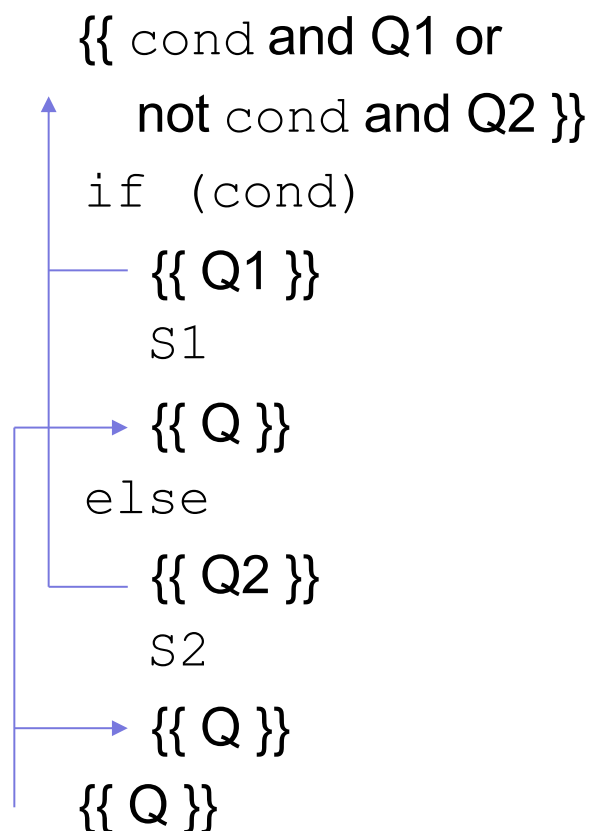 {{ cond and Q1 or
not cond and Q2 }}
if (cond)
{{ Q1 }}
S1
{{ Q }}
else
{{ Q2 }}
S2
{{ Q }}
{{ Q }}